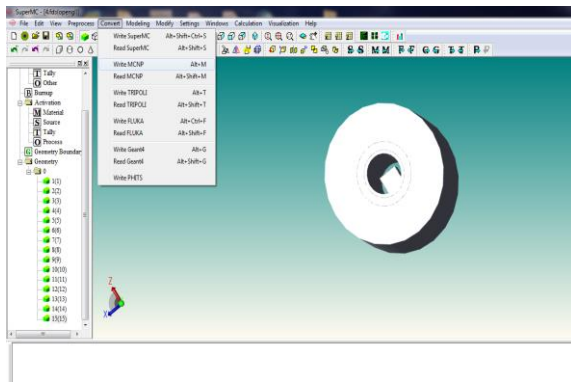 SuperMC - [4/fds(opengl)]
File Edit View Preprocess Convert Modeling Modify Settings Windows Calculation Visualization Help
Write SuperMC Alt+Shift+Ctrl+S
Read SuperMC Alt+Shift+S
Write MCNP Alt+M
Read MCNP Alt+Shift+M
Write TRIPOLI Alt+T
Read TRIPOLI Alt+Shift+T
Write FLUKA Alt+Ctrl+F
Read FLUKA Alt+Shift+F
Write Geant4 Alt+G
Read Geant4 Alt+Shift+G
Write PHITS
T Tally
O Other
B Burnup
Activation
M Material
S Source
T Tally
O Process
G Geometry Boundar
Geometry
0
1(1)
2(2)
3(3)
4(4)
5(5)
6(6)
7(7)
8(8)
9(9)
10(10)
11(11)
12(12)
13(13)
14(14)
15(15)
Z
X